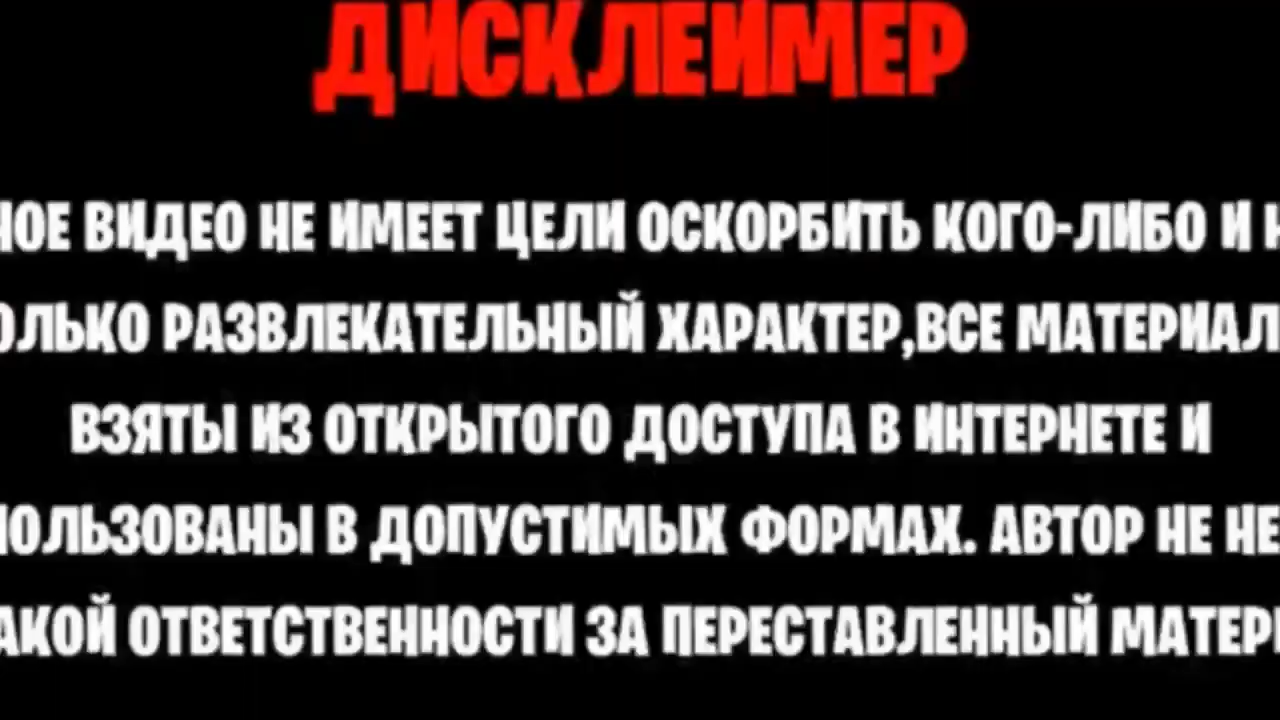 ДИСКЛЕЙМЕР
НОЕ ВИДЕО НЕ ИМЕЕТ ЦЕЛИ ОСКОРБИТЬ КОГО-ЛИБО И Н
ОЛЬКО РАЗВЛЕКАТЕЛЬНЫЙ ХАРАКТЕР,ВСЕ МАТЕРИАЛ
ВЗЯТЫ ИЗ ОТКРЫТОГО ДОСТУПА В ИНТЕРНЕТЕ И
ПОЛЬЗОВАНЫ В ДОПУСТИМЫХ ФОРМАХ. АВТОР НЕ НЕ
АКОЙ ОТВЕТСТВЕННОСТИ ЗА ПЕРЕСТАВЛЕННЫЙ МАТЕРИ